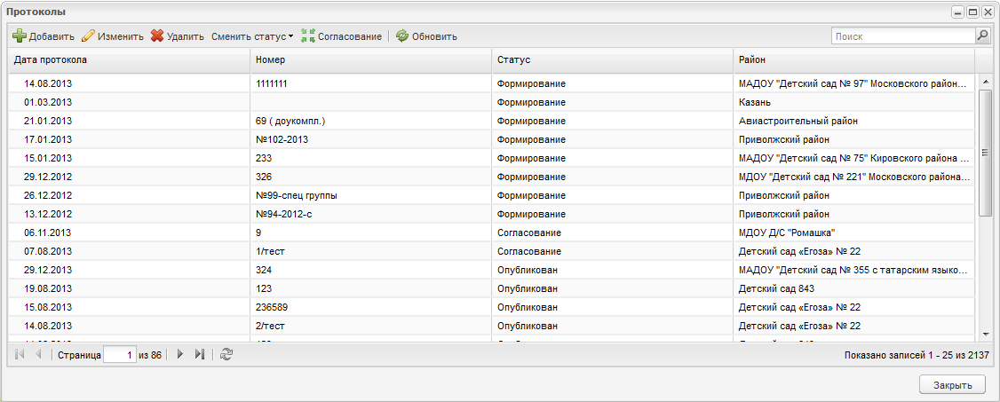 Протоколы
Добавить Изменить Удалить Сменить статус Согласование Обновить Поиск
Дата протокола Номер Статус Район
14.08.2013 1111111 Формирование МАДОУ "Детский сад № 97" Московского район...
01.03.2013 Формирование Казань
21.01.2013 69 ( доукомпл.) Формирование Авиастроительный район
17.01.2013 №102-2013 Формирование Приволжский район
15.01.2013 233 Формирование МАДОУ "Детский сад № 75" Кировского района ...
29.12.2012 326 Формирование МДОУ "Детский сад № 221" Московского района...
26.12.2012 №99-спец группы Формирование Приволжский район
13.12.2012 №94-2012-с Формирование Приволжский район
06.11.2013 9 Согласование МДОУ Д/С "Ромашка"
07.08.2013 1/тест Согласование Детский сад «Егоза» № 22
29.12.2012 324 Опубликован МАДОУ "Детский сад № 355 с татарским языко...
19.08.2013 123 Опубликован Детский сад 843
15.08.2013 236589 Опубликован Детский сад «Егоза» № 22
14.08.2013 2/тест Опубликован Детский сад «Егоза» № 22
Страница 1 из 86 Показано записей 1 - 25 из 2137
Закрыть